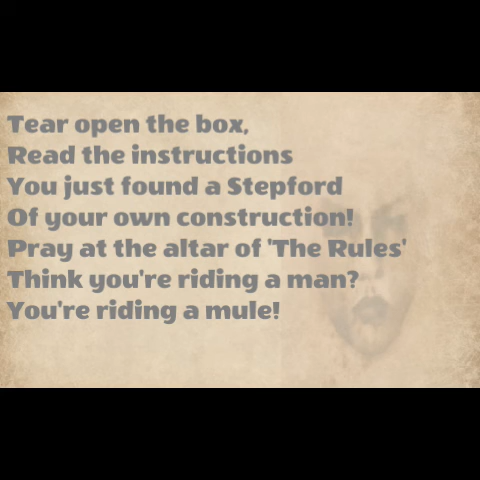 Tear open the box,
Read the instructions
You just found a Stepford
Of your own construction!
Pray at the altar of 'The Rules'
Think you're riding a man?
You're riding a mule!